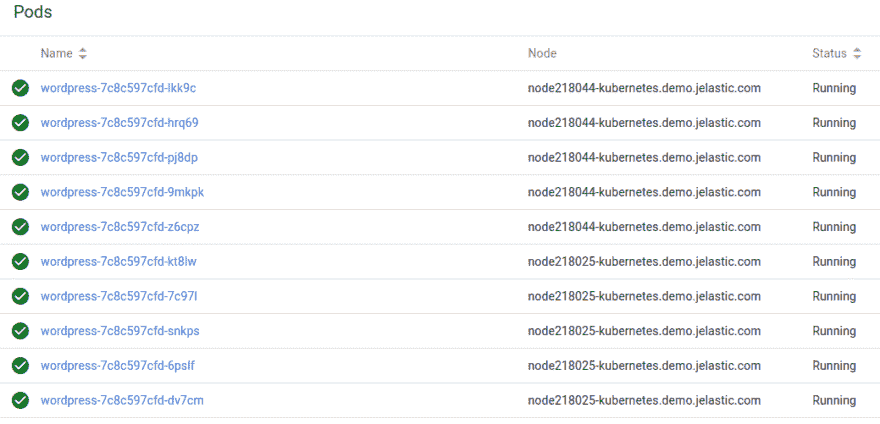 Pods
Name Node Status
wordpress-7c8c597cfd-lkk9c node218044-kubernetes.demo.jelastic.com Running
wordpress-7c8c597cfd-hrq69 node218044-kubernetes.demo.jelastic.com Running
wordpress-7c8c597cfd-pj8dp node218044-kubernetes.demo.jelastic.com Running
wordpress-7c8c597cfd-9mkpk node218044-kubernetes.demo.jelastic.com Running
wordpress-7c8c597cfd-z6cpz node218044-kubernetes.demo.jelastic.com Running
wordpress-7c8c597cfd-kt8lw node218025-kubernetes.demo.jelastic.com Running
wordpress-7c8c597cfd-7c97l node218025-kubernetes.demo.jelastic.com Running
wordpress-7c8c597cfd-snkps node218025-kubernetes.demo.jelastic.com Running
wordpress-7c8c597cfd-6pslf node218025-kubernetes.demo.jelastic.com Running
wordpress-7c8c597cfd-dv7cm node218025-kubernetes.demo.jelastic.com Running